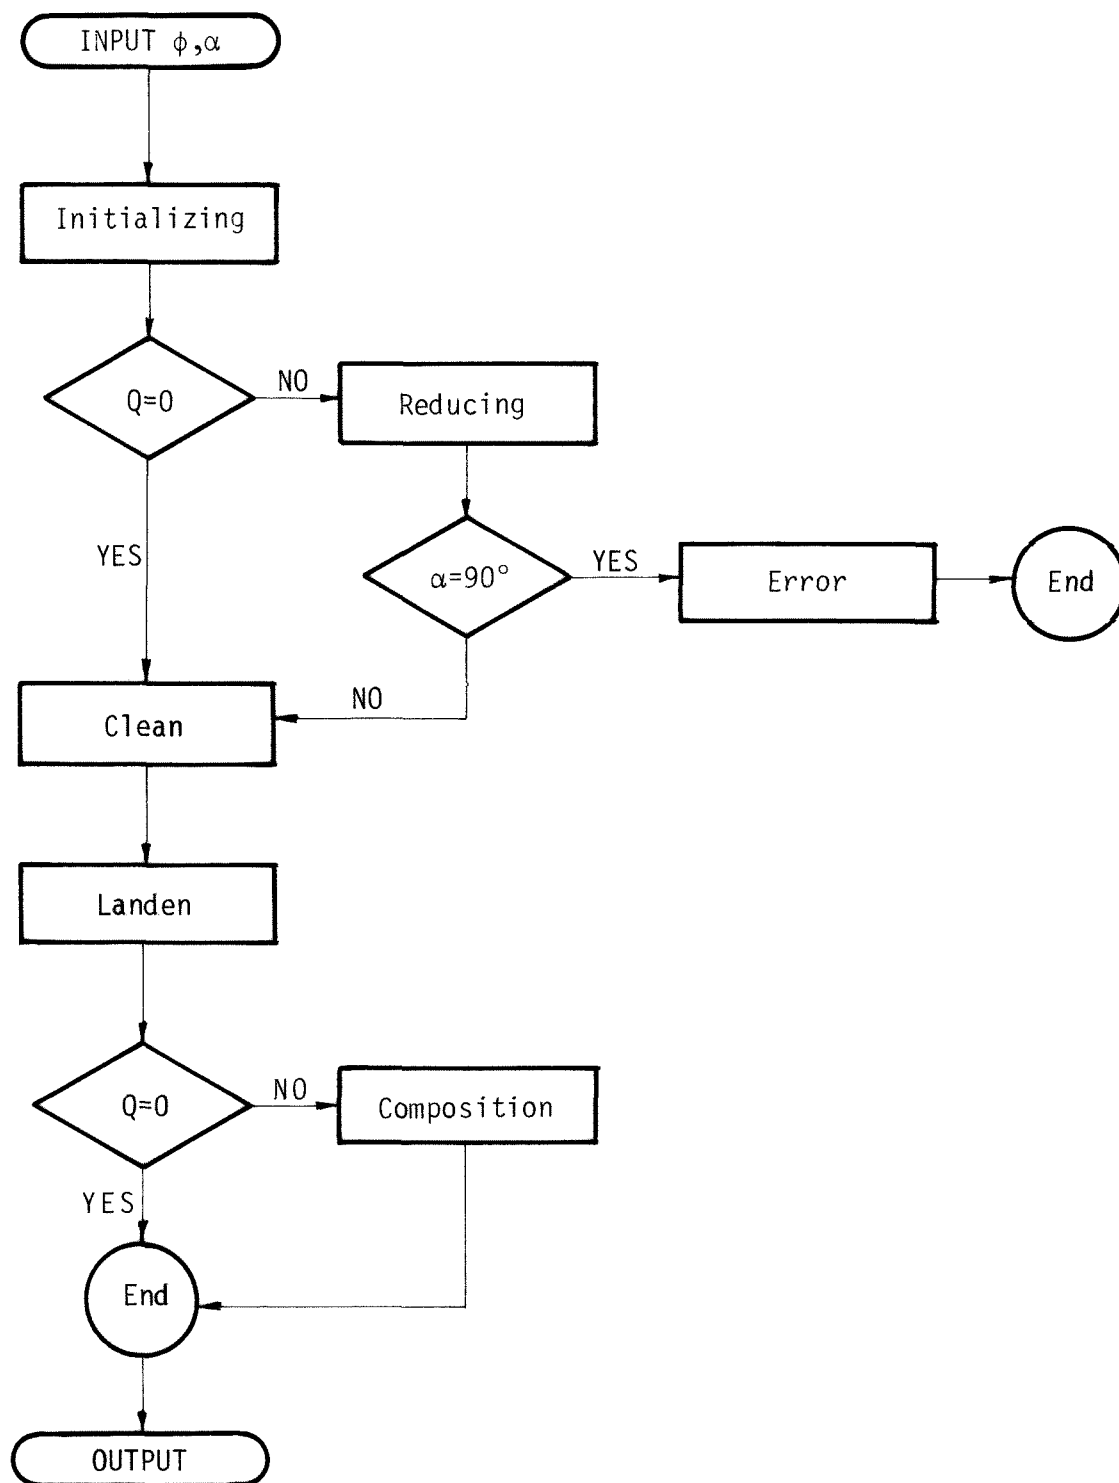 INPUT φ,α
Initializing
Q=0
NO
Reducing
YES
α=90°
YES
Error
End
NO
Clean
Landen
Q=0
NO
Composition
YES
End
OUTPUT